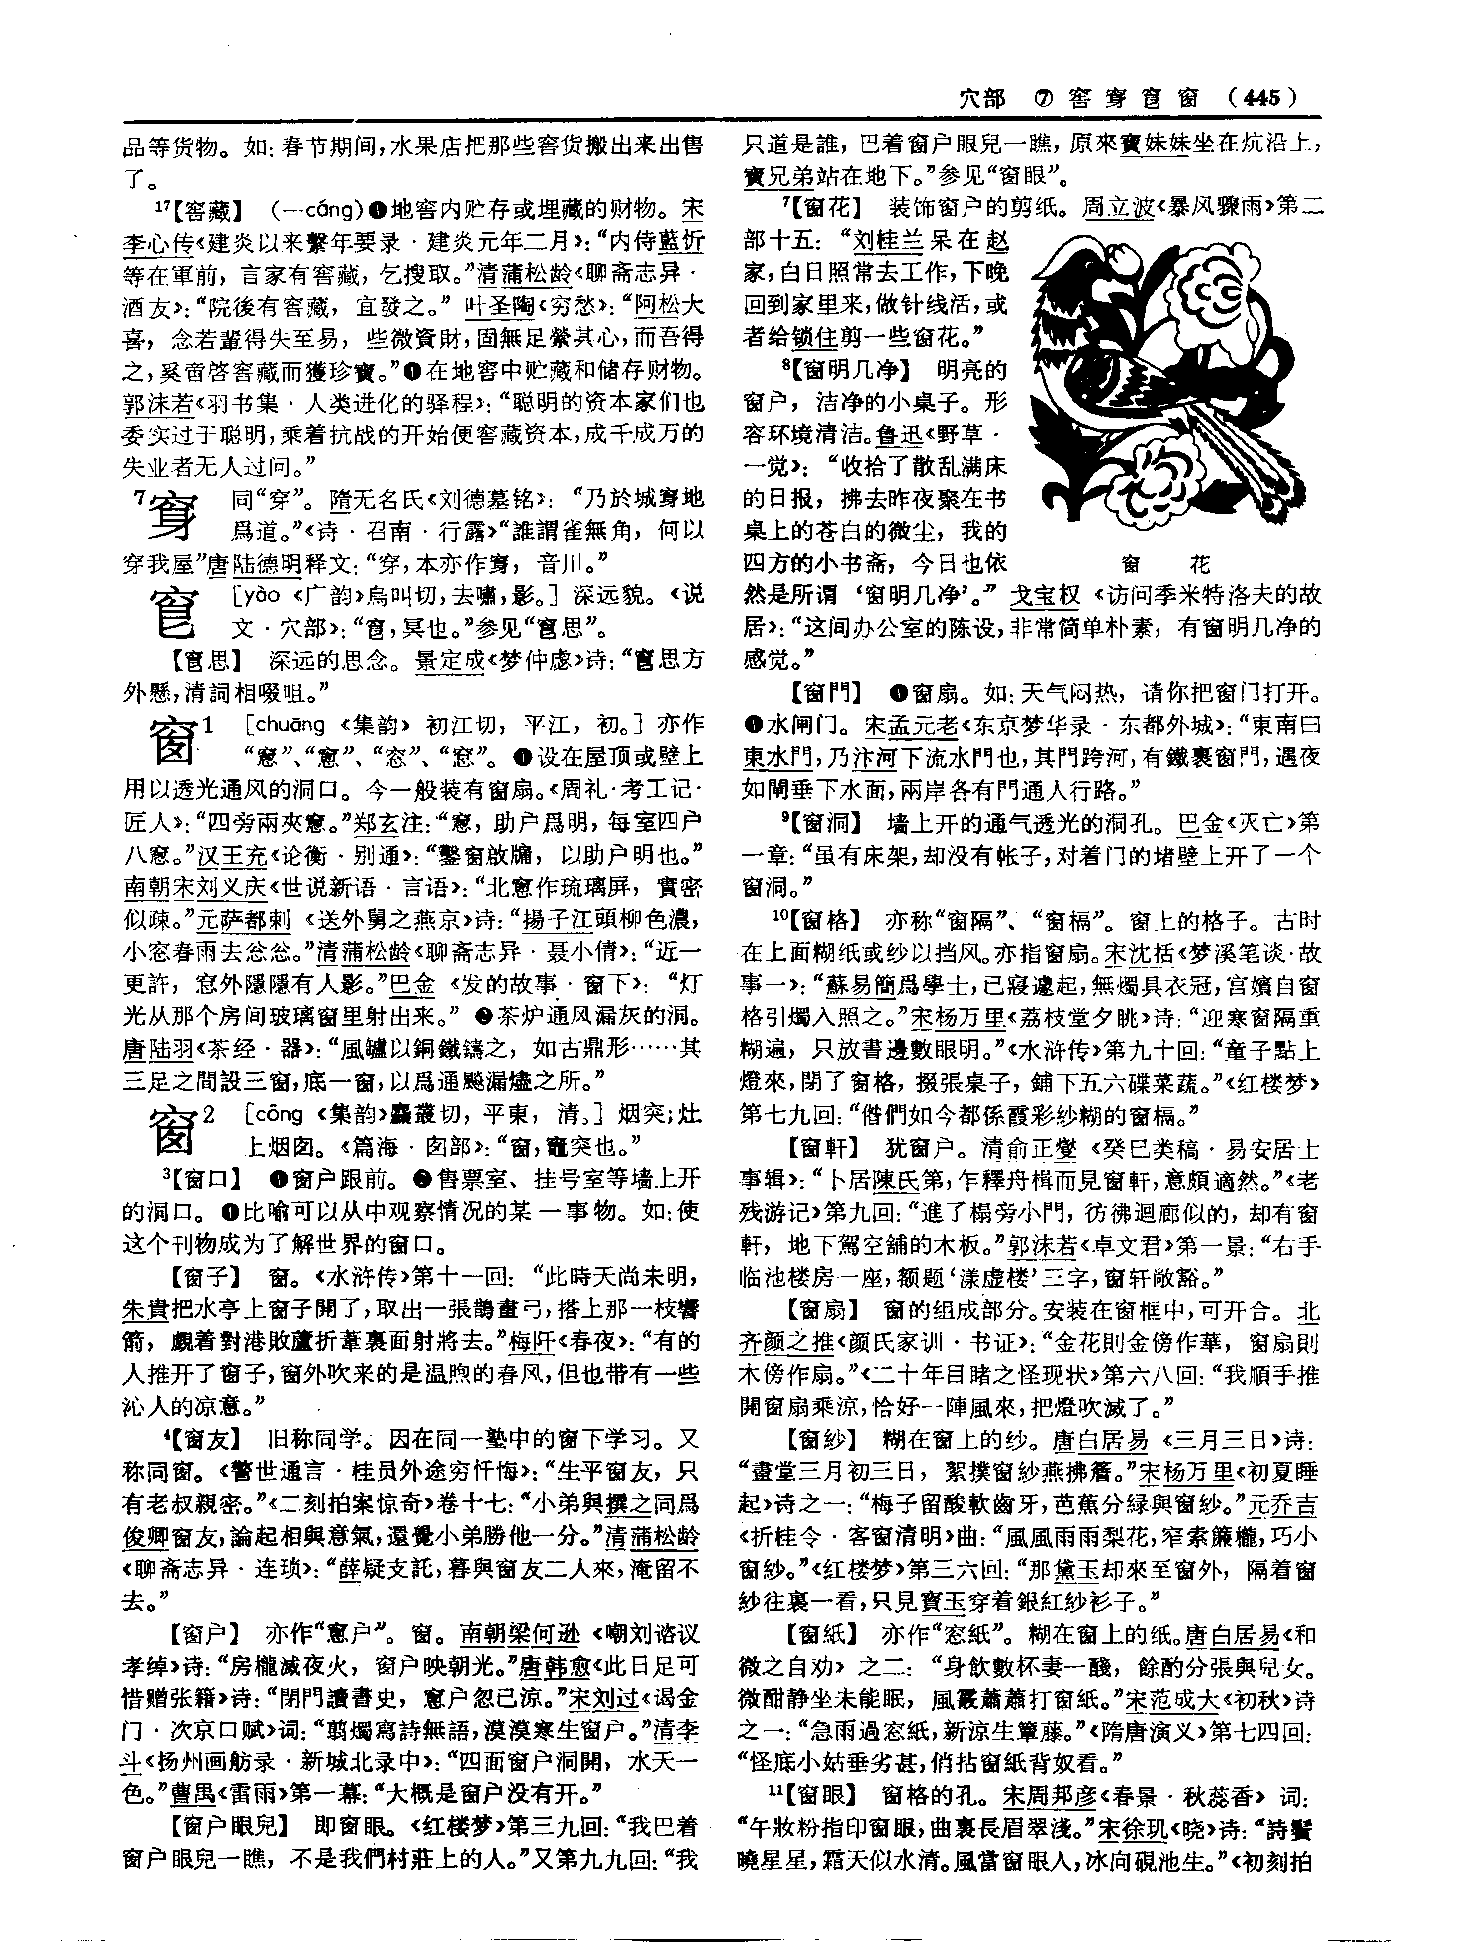 穴部 ⑦ 窖 穿 窅 窗 (445)
品等货物。如：春节期间，水果店把那些窖货搬出来出售
了。
17【窖藏】 (—cáng)❶地窖内贮存或埋藏的财物。宋
李心传《建炎以来繫年要录·建炎元年二月》：“内侍藍忻
等在軍前，言家有窖藏，乞搜取。”清蒲松龄《聊斋志异·
酒友》：“院後有窖藏，宜發之。” 叶圣陶《穷愁》：“阿松大
喜，念若輩得失至易，些微資財，固無足縈其心，而吾得
之，奚啻啓窖藏而獲珍寶。”❶在地窖中贮藏和储存财物。
郭沫若《羽书集·人类进化的驿程》：“聪明的资本家们也
委实过于聪明，乘着抗战的开始便窖藏资本，成千成万的
失业者无人过问。”
同“穿”。隋无名氏《刘德墓铭》：“乃於城穿地
爲道。”《诗·召南·行露》“誰謂雀無角，何以
穿我屋”唐陆德明释文：“穿，本亦作穿，音川。”
[yǎo 《广韵》烏叫切，去嘯，影。] 深远貌。《说
文·穴部》：“窅，冥也。”参见“窅思”。
【窅思】 深远的思念。景定成《梦仲虙》诗：“窅思方
外懸，清詞相啜咀。”
窗1 [chuāng 《集韵》 初江切，平江，初。] 亦作
“窻”、“窓”、“窓”、“窓”。❶设在屋顶或壁上
用以透光通风的洞口。今一般装有窗扇。《周礼·考工记·
匠人》：“四旁兩夾窻。”郑玄注：“窻，助户爲明，每室四户
八窻。”汉王充《论衡·别通》：“鑿窗啟牖，以助户明也。”
南朝宋刘义庆《世说新语·言语》：“北窻作琉璃屏，實密
似疎。”元萨都剌 《送外舅之燕京》诗：“揚子江頭柳色濃，
小窓春雨去忩忩。”清蒲松龄《聊斋志异·聂小倩》：“近一
更許，窓外隱隱有人影。”巴金 《发的故事·窗下》：“灯
光从那个房间玻璃窗里射出来。” ❷茶炉通风漏灰的洞。
唐陆羽《茶经·器》：“風罏以銅鐵鑄之，如古鼎形……其
三足之間設三窗，底一窗，以爲通飈漏燼之所。”
窗2 [cōng 《集韵》麤叢切，平東，清。] 烟突；灶
上烟囱。《篇海·囱部》：“窗，竈突也。”
3【窗口】 ❶窗户跟前。❷售票室、挂号室等墙上开
的洞口。❶比喻可以从中观察情况的某一事物。如：使
这个刊物成为了解世界的窗口。
【窗子】 窗。《水浒传》第十一回：“此時天尚未明，
朱貴把水亭上窗子開了，取出一張鵲畫弓，搭上那一枝響
箭，覷着對港敗蘆折葦裏面射將去。”梅阡《春夜》：“有的
人推开了窗子，窗外吹来的是温煦的春风，但也带有一些
沁人的凉意。”
4【窗友】 旧称同学。因在同一塾中的窗下学习。又
称同窗。《警世通言·桂员外途穷忏悔》：“生平窗友，只
有老叔親密。”《二刻拍案惊奇》卷十七：“小弟與撰之同爲
俊卿窗友，論起相與意氣，還覺小弟勝他一分。”清蒲松龄
《聊斋志异·连琐》：“薛疑支託，暮與窗友二人來，淹留不
去。”
【窗户】 亦作“窻户”。窗。南朝梁何逊 《嘲刘谘议
孝绰》诗：“房櫳滅夜火，窗户映朝光。”唐韩愈《此日足可
惜赠张籍》诗：“閉門讀書史，窻户忽已涼。”宋刘过《谒金
门·次京口赋》词：“翦燭寫詩無語，漠漠寒生窗户。”清李
斗《扬州画舫录·新城北录中》：“四面窗户洞開，水天一
色。”曹禺《雷雨》第一幕：“大概是窗户没有开。”
【窗户眼兒】 即窗眼。《红楼梦》第三九回：“我巴着
窗户眼兒一瞧，不是我們村莊上的人。”又第九九回：“我
只道是誰，巴着窗户眼兒一瞧，原來寶妹妹坐在炕沿上，
寶兄弟站在地下。”参见“窗眼”。
7【窗花】 装饰窗户的剪纸。周立波《暴风骤雨》第二
部十五：“刘桂兰呆在赵
家，白日照常去工作，下晚
回到家里来，做针线活，或
者给锁住剪一些窗花。”
8【窗明几净】 明亮的
窗户，洁净的小桌子。形
容环境清洁。鲁迅《野草·
一觉》：“收拾了散乱满床
的日报，拂去昨夜聚在书
桌上的苍白的微尘，我的
四方的小书斋，今日也依
窗 花
然是所谓‘窗明几净’。” 戈宝权 《访问季米特洛夫的故
居》：“这间办公室的陈设，非常简单朴素，有窗明几净的
感觉。”
【窗門】 ❶窗扇。如：天气闷热，请你把窗门打开。
❶水闸门。宋孟元老《东京梦华录·东都外城》：“東南曰
東水門，乃汴河下流水門也，其門跨河，有鐵裹窗門，遇夜
如閘垂下水面，兩岸各有門通人行路。”
9【窗洞】 墙上开的通气透光的洞孔。巴金《灭亡》第
一章：“虽有床架，却没有帐子，对着门的堵壁上开了一个
窗洞。”
10【窗格】 亦称“窗隔”、“窗槅”。窗上的格子。古时
在上面糊纸或纱以挡风。亦指窗扇。宋沈括《梦溪笔谈·故
事一》：“蘇易簡爲學士，已寢遽起，無燭具衣冠，宫嬪自窗
格引燭入照之。”宋杨万里《荔枝堂夕眺》诗：“迎寒窗隔重
糊遍，只放書邊數眼明。”《水浒传》第九十回：“童子點上
燈來，閉了窗格，掇張桌子，鋪下五六碟菜蔬。”《红楼梦》
第七九回：“偺們如今都係霞彩紗糊的窗槅。”
【窗軒】 犹窗户。清俞正燮 《癸巳类稿·易安居士
事辑》：“卜居陳氏第，乍釋舟楫而見窗軒，意頗適然。”《老
残游记》第九回：“進了榻旁小門，彷彿迴廊似的，却有窗
軒，地下駕空舖的木板。”郭沫若《卓文君》第一景：“右手
临池楼房一座，额题‘漾虚楼’三字，窗轩敞豁。”
【窗扇】 窗的组成部分。安装在窗框中，可开合。北
齐颜之推《颜氏家训·书证》：“金花則金傍作華，窗扇則
木傍作扇。”《二十年目睹之怪现状》第六八回：“我順手推
開窗扇乘涼，恰好一陣風來，把燈吹滅了。”
【窗紗】 糊在窗上的纱。唐白居易 《三月三日》诗：
“畫堂三月初三日，絮撲窗紗燕拂簷。”宋杨万里《初夏睡
起》诗之一：“梅子留酸軟齒牙，芭蕉分緑與窗紗。”元乔吉
《折桂令·客窗清明》曲：“風風雨雨梨花，窄索簾櫳，巧小
窗紗。”《红楼梦》第三六回：“那黛玉却來至窗外，隔着窗
紗往裏一看，只見寶玉穿着銀紅紗衫子。”
【窗紙】 亦作“窓紙”。糊在窗上的纸。唐白居易《和
微之自劝》 之二：“身飲數杯妻一醆，餘酌分張與兒女。
微酣静坐未能眠，風霰蕭蕭打窗紙。”宋范成大《初秋》诗
之一：“急雨過窓紙，新涼生簟藤。”《隋唐演义》第七四回：
“怪底小姑垂劣甚，俏拈窗紙背奴看。”
11【窗眼】 窗格的孔。宋周邦彦《春景·秋蕊香》 词：
“午妝粉指印窗眼，曲裏長眉翠淺。”宋徐玑《晓》诗：“詩鬢
曉星星，霜天似水清。風當窗眼人，冰向硯池生。”《初刻拍